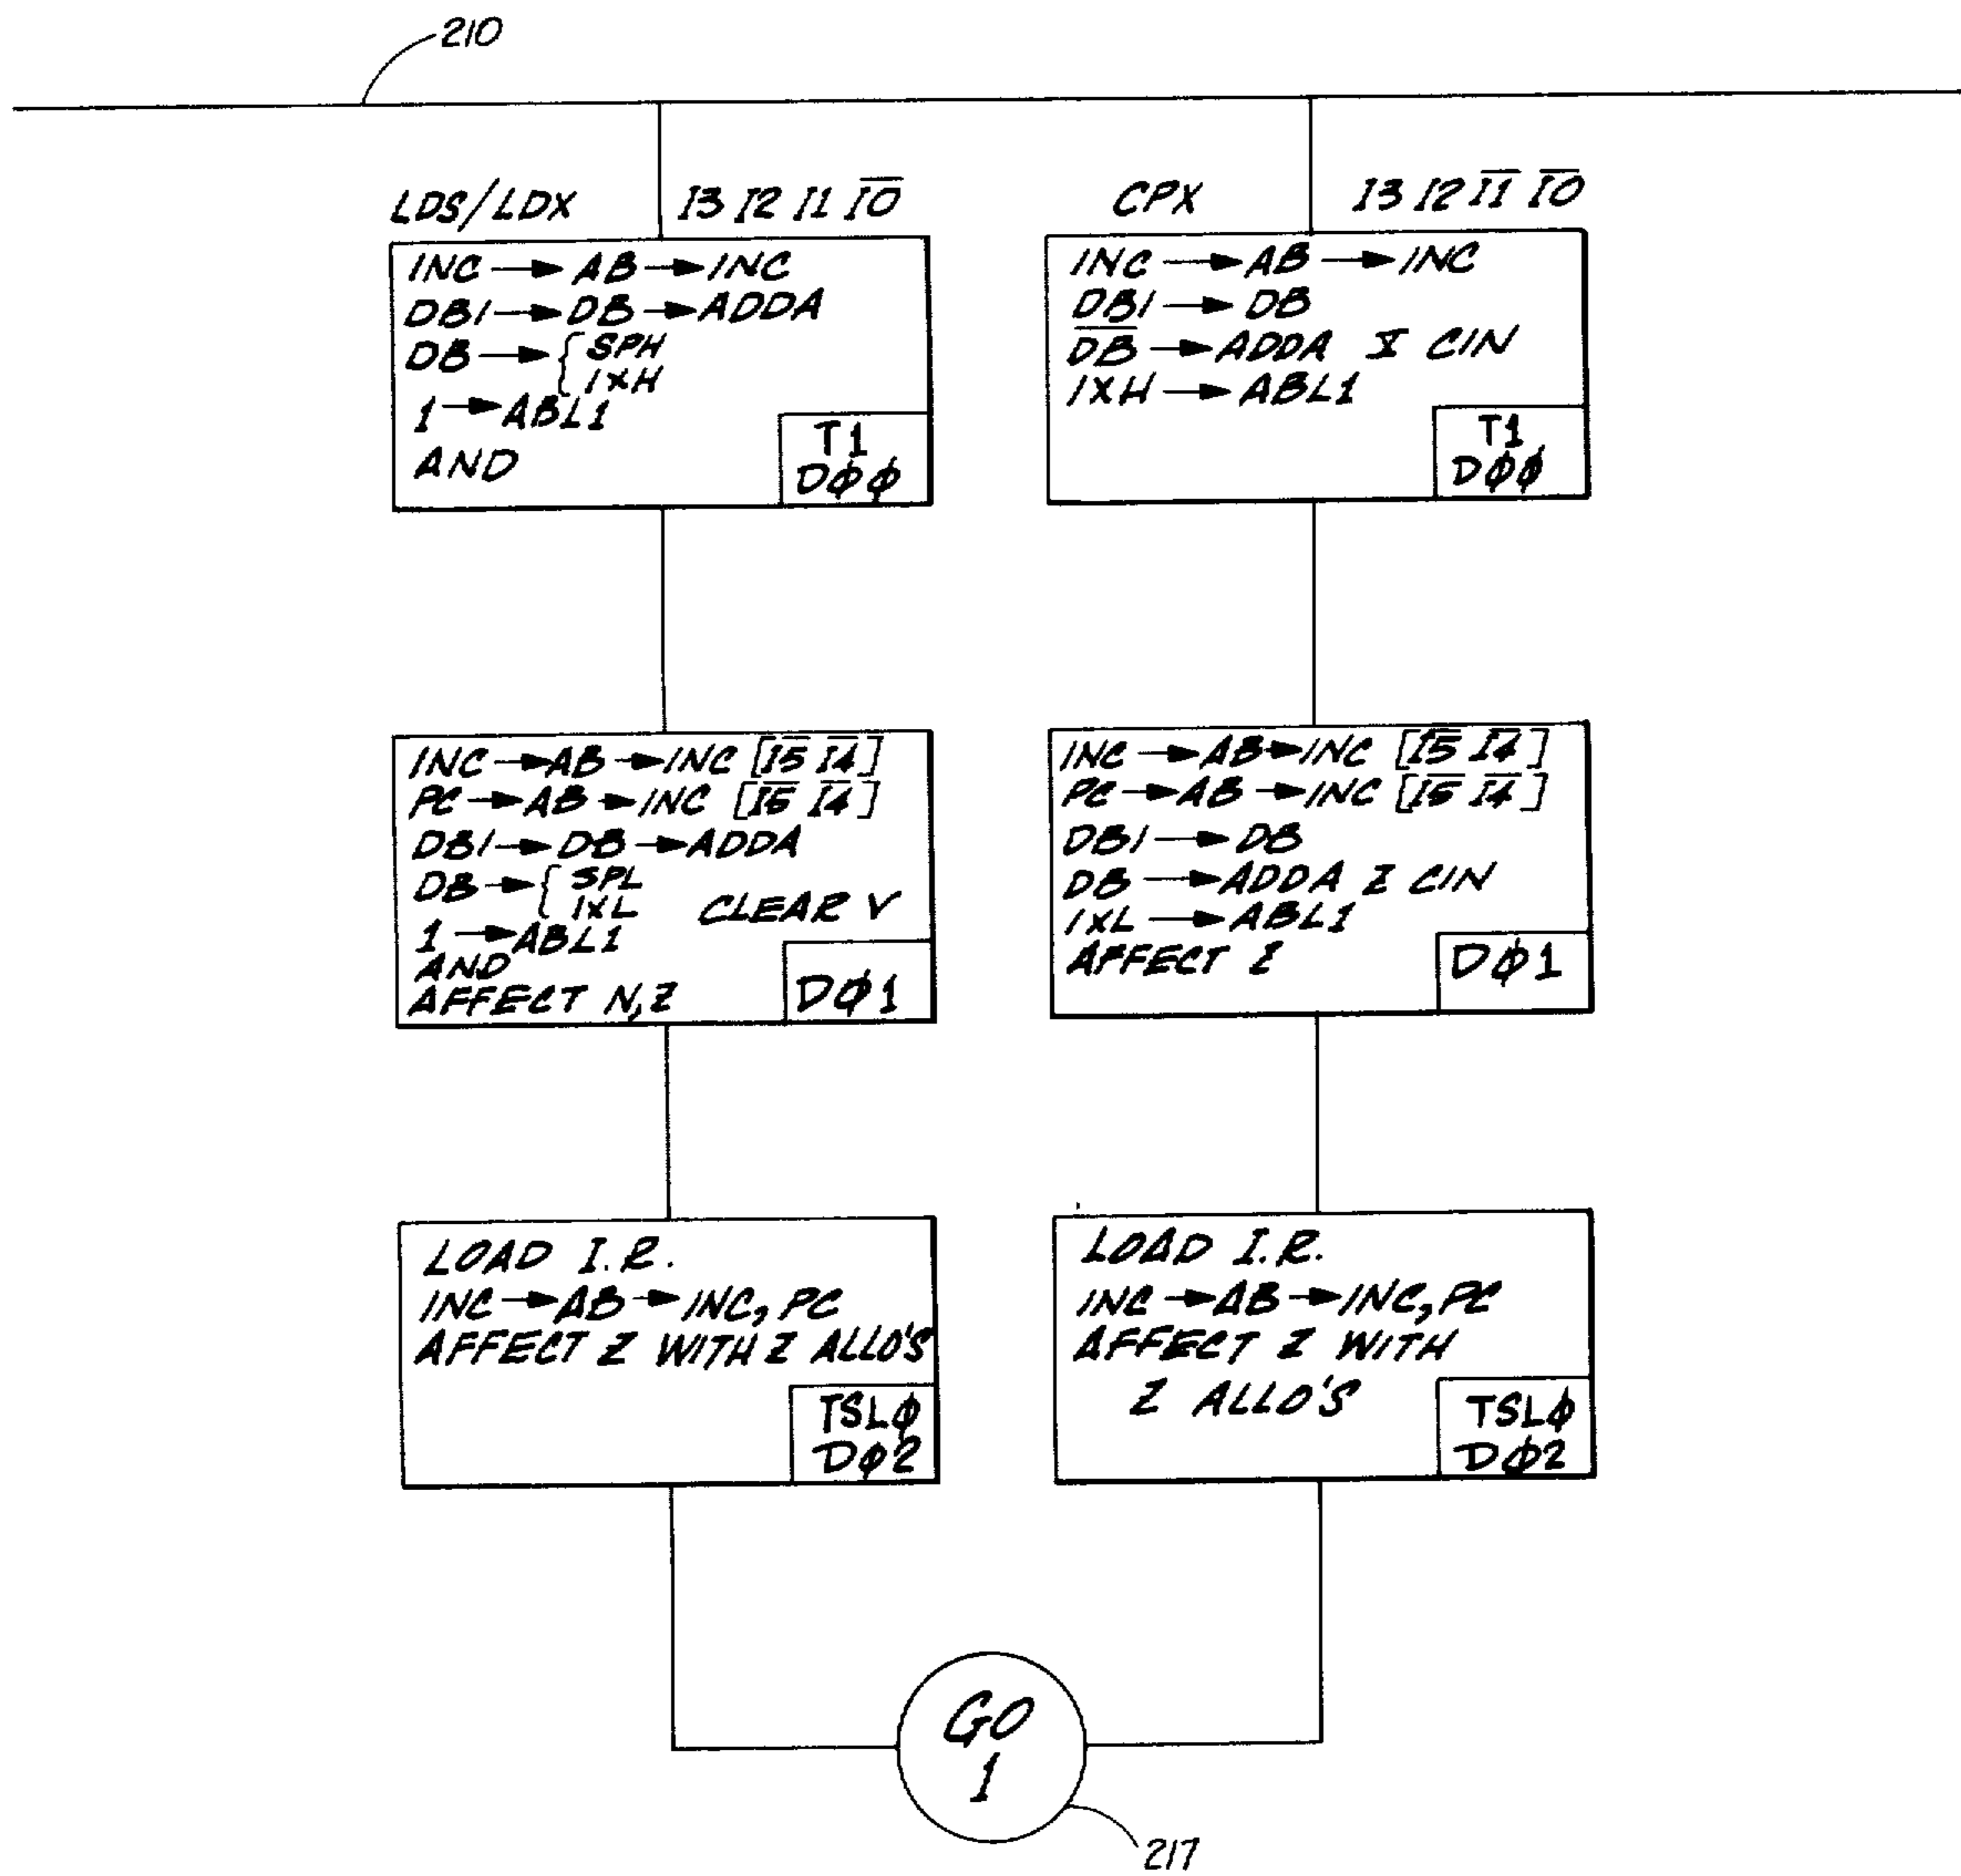 210
LDS/LDX I3 I2 I1 I̅0̅
INC → AB → INC
DBI → DB → ADDA
DB → { SPH
IXH
1 → ABL1
AND
T1
DØØ
CPX I3 I2 I̅1̅ I̅0̅
INC → AB → INC
DBI → DB
D̅B̅ → ADDA CIN
IXH → ABL1
T1
DØØ
INC → AB → INC [I̅5̅ I̅4̅]
PC → AB → INC [I̅5̅ I̅4̅]
DBI → DB → ADDA
DB → { SPL
IXL CLEAR V
1 → ABL1
AND
AFFECT N,Z
DØ1
INC → AB → INC [I̅5̅ I̅4̅]
PC → AB → INC [I̅5̅ I̅4̅]
DBI → DB
DB → ADDA Z CIN
IXL → ABL1
AFFECT Z
DØ1
LOAD I.R.
INC → AB → INC, PC
AFFECT Z WITH Z ALLO'S
TSLØ
DØ2
LOAD I.R.
INC → AB → INC, PC
AFFECT Z WITH
Z ALLO'S
TSLØ
DØ2
GO
1
217